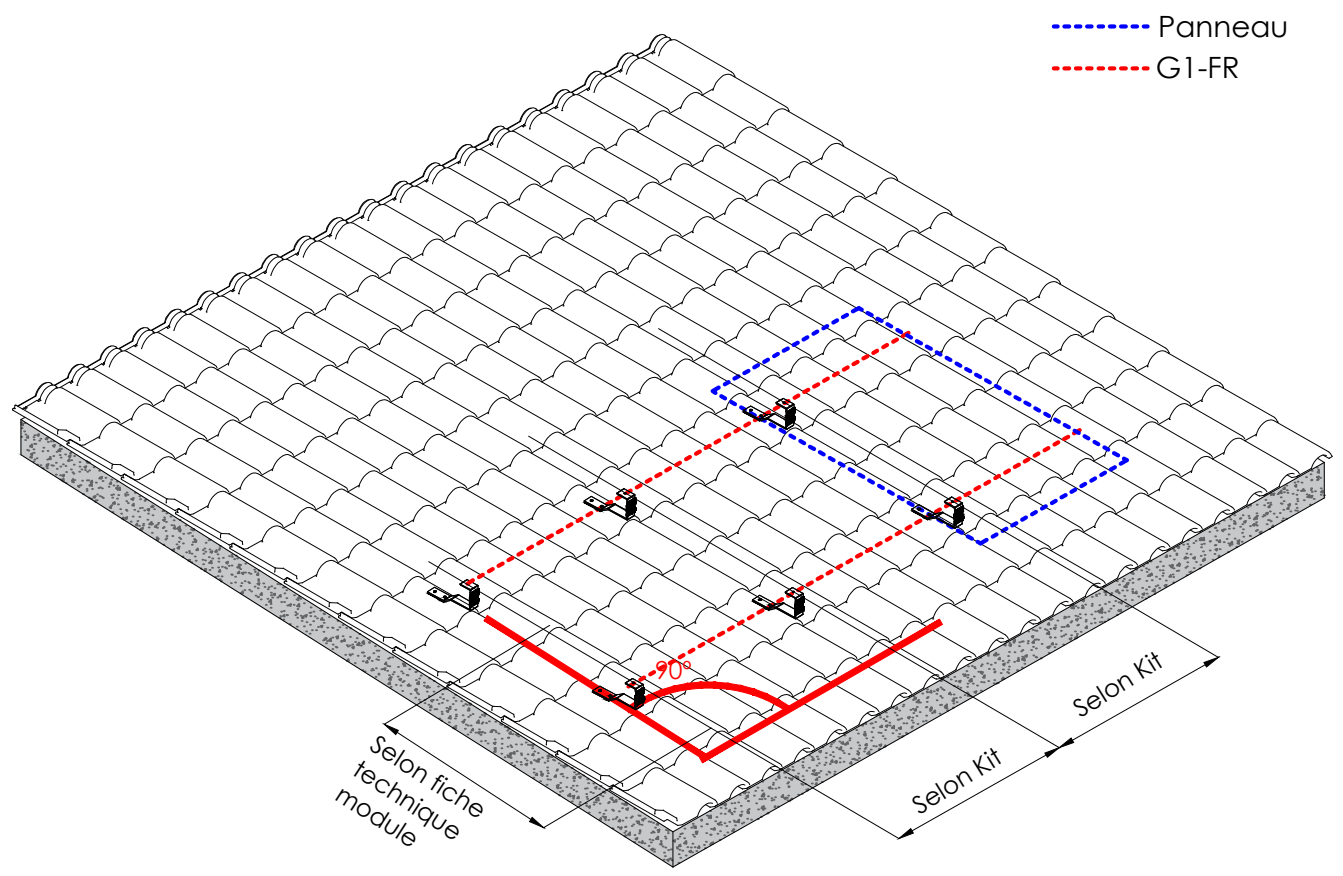 Panneau
G1-FR
90°
Selon Kit
Selon Kit
Selon fiche
technique
module